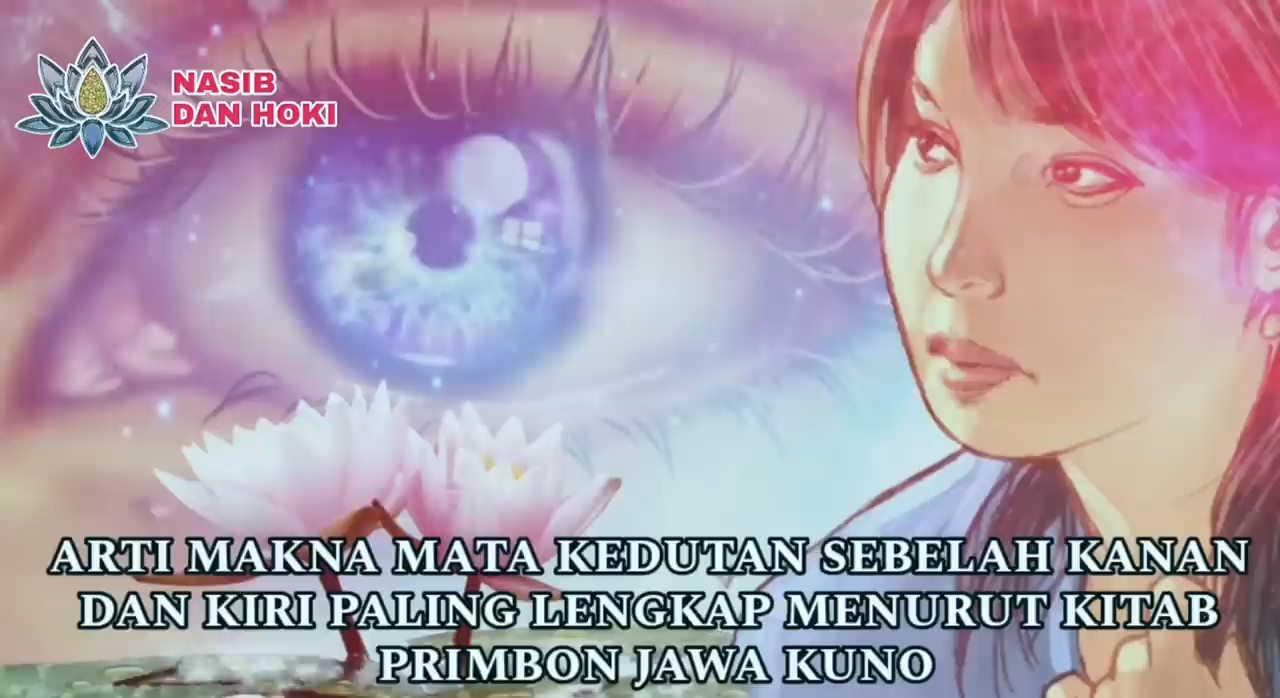 NASIB
DAN HOKI
ARTI MAKNA MATA KEDUTAN SEBELAH KANAN
DAN KIRI PALING LENGKAP MENURUT KITAB
PRIMBON JAWA KUNO